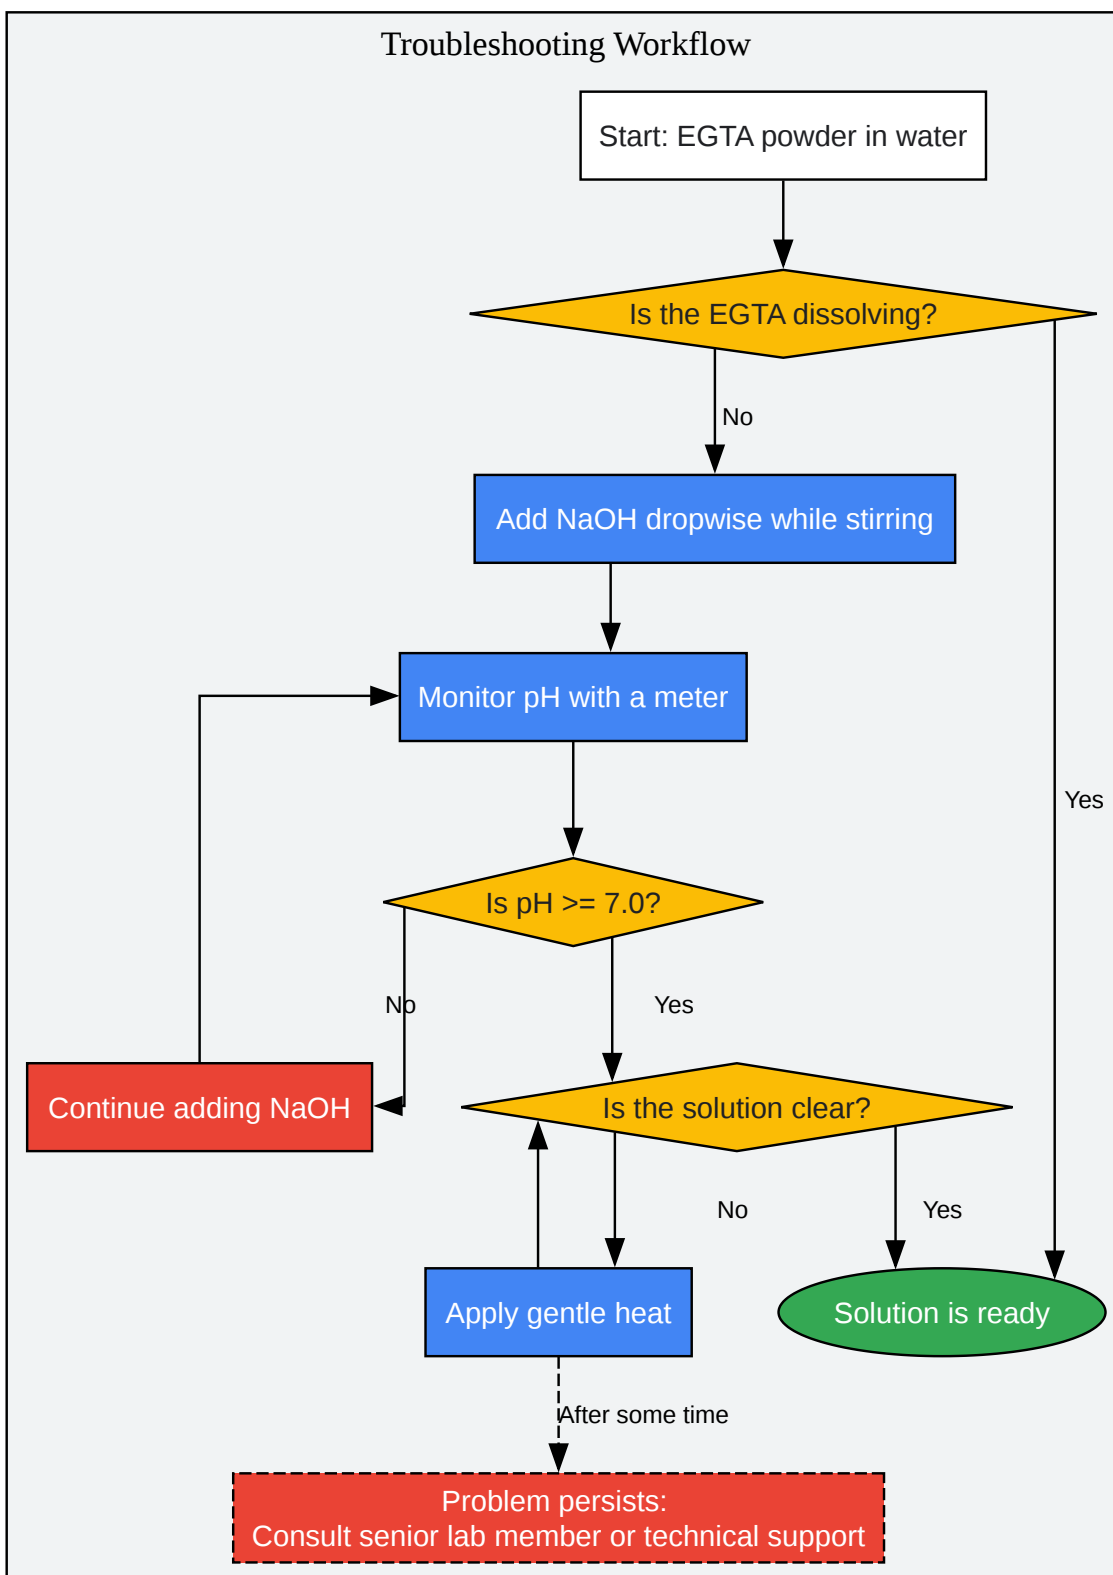 Troubleshooting Workflow
Start: EGTA powder in water
Is the EGTA dissolving?
No
Add NaOH dropwise while stirring
Monitor pH with a meter
Yes
Is pH >= 7.0?
No
Yes
Continue adding NaOH
Is the solution clear?
No
Yes
Apply gentle heat
Solution is ready
After some time
Problem persists:
Consult senior lab member or technical support